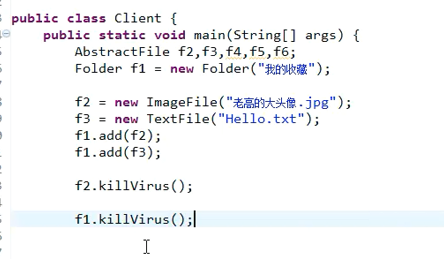 public class Client {
public static void main(String[] args) {
AbstractFile f2,f3,f4,f5,f6;
Folder f1 = new Folder("我的收藏");
f2 = new ImageFile("老高的大头像.jpg");
f3 = new TextFile("Hello.txt");
f1.add(f2);
f1.add(f3);
f2.killVirus();
f1.killVirus();